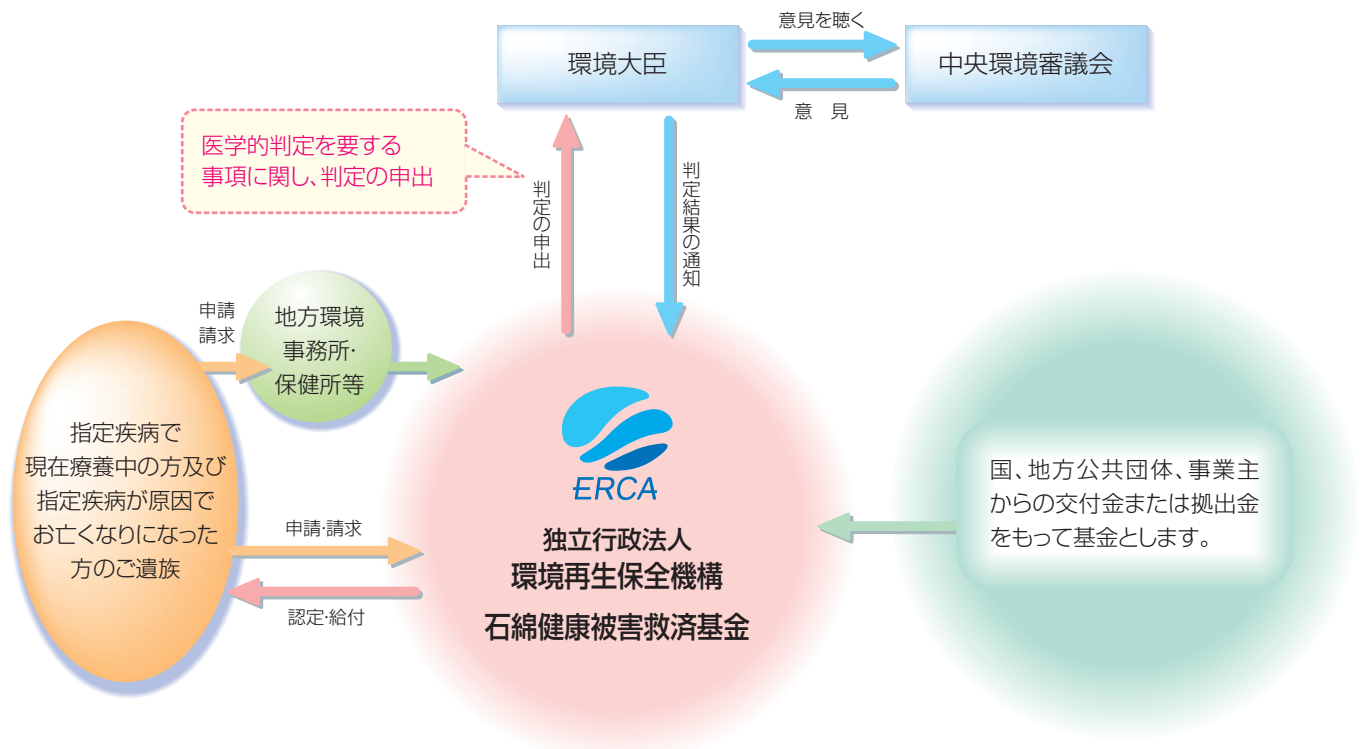 環境大臣
意見を聴く
中央環境審議会
意　見
医学的判定を要する
事項に関し、判定の申出
判定の申出
判定結果の通知
申請
請求
地方環境
事務所・
保健所等
指定疾病で
現在療養中の方及び
指定疾病が原因で
お亡くなりになった
方のご遺族
申請・請求
認定・給付
ERCA
独立行政法人
環境再生保全機構
石綿健康被害救済基金
国、地方公共団体、事業主
からの交付金または拠出金
をもって基金とします。